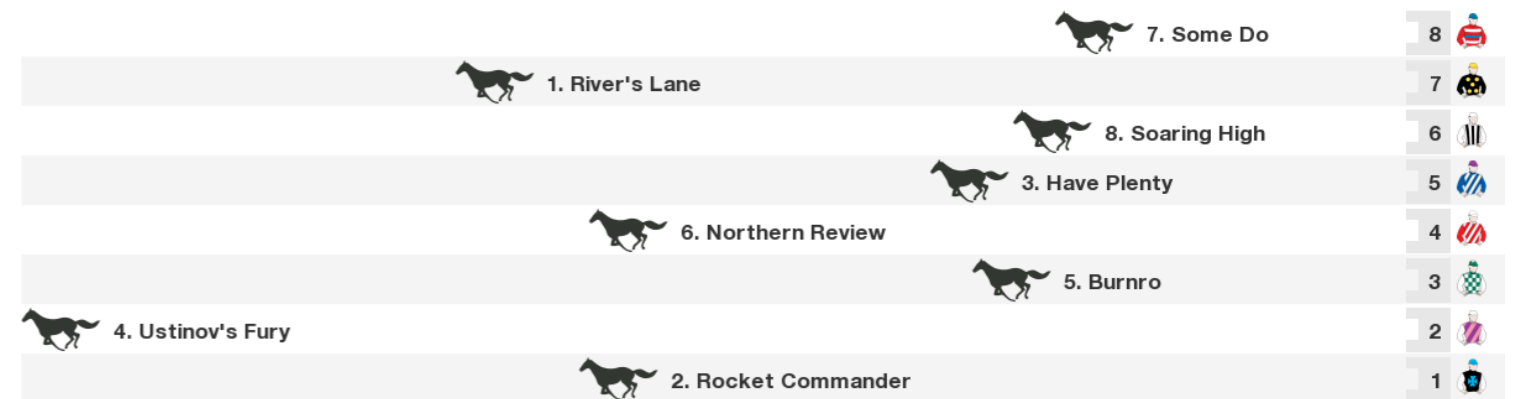 7. Some Do 8
1. River's Lane 7
8. Soaring High 6
3. Have Plenty 5
6. Northern Review 4
5. Burnro 3
4. Ustinov's Fury 2
2. Rocket Commander 1